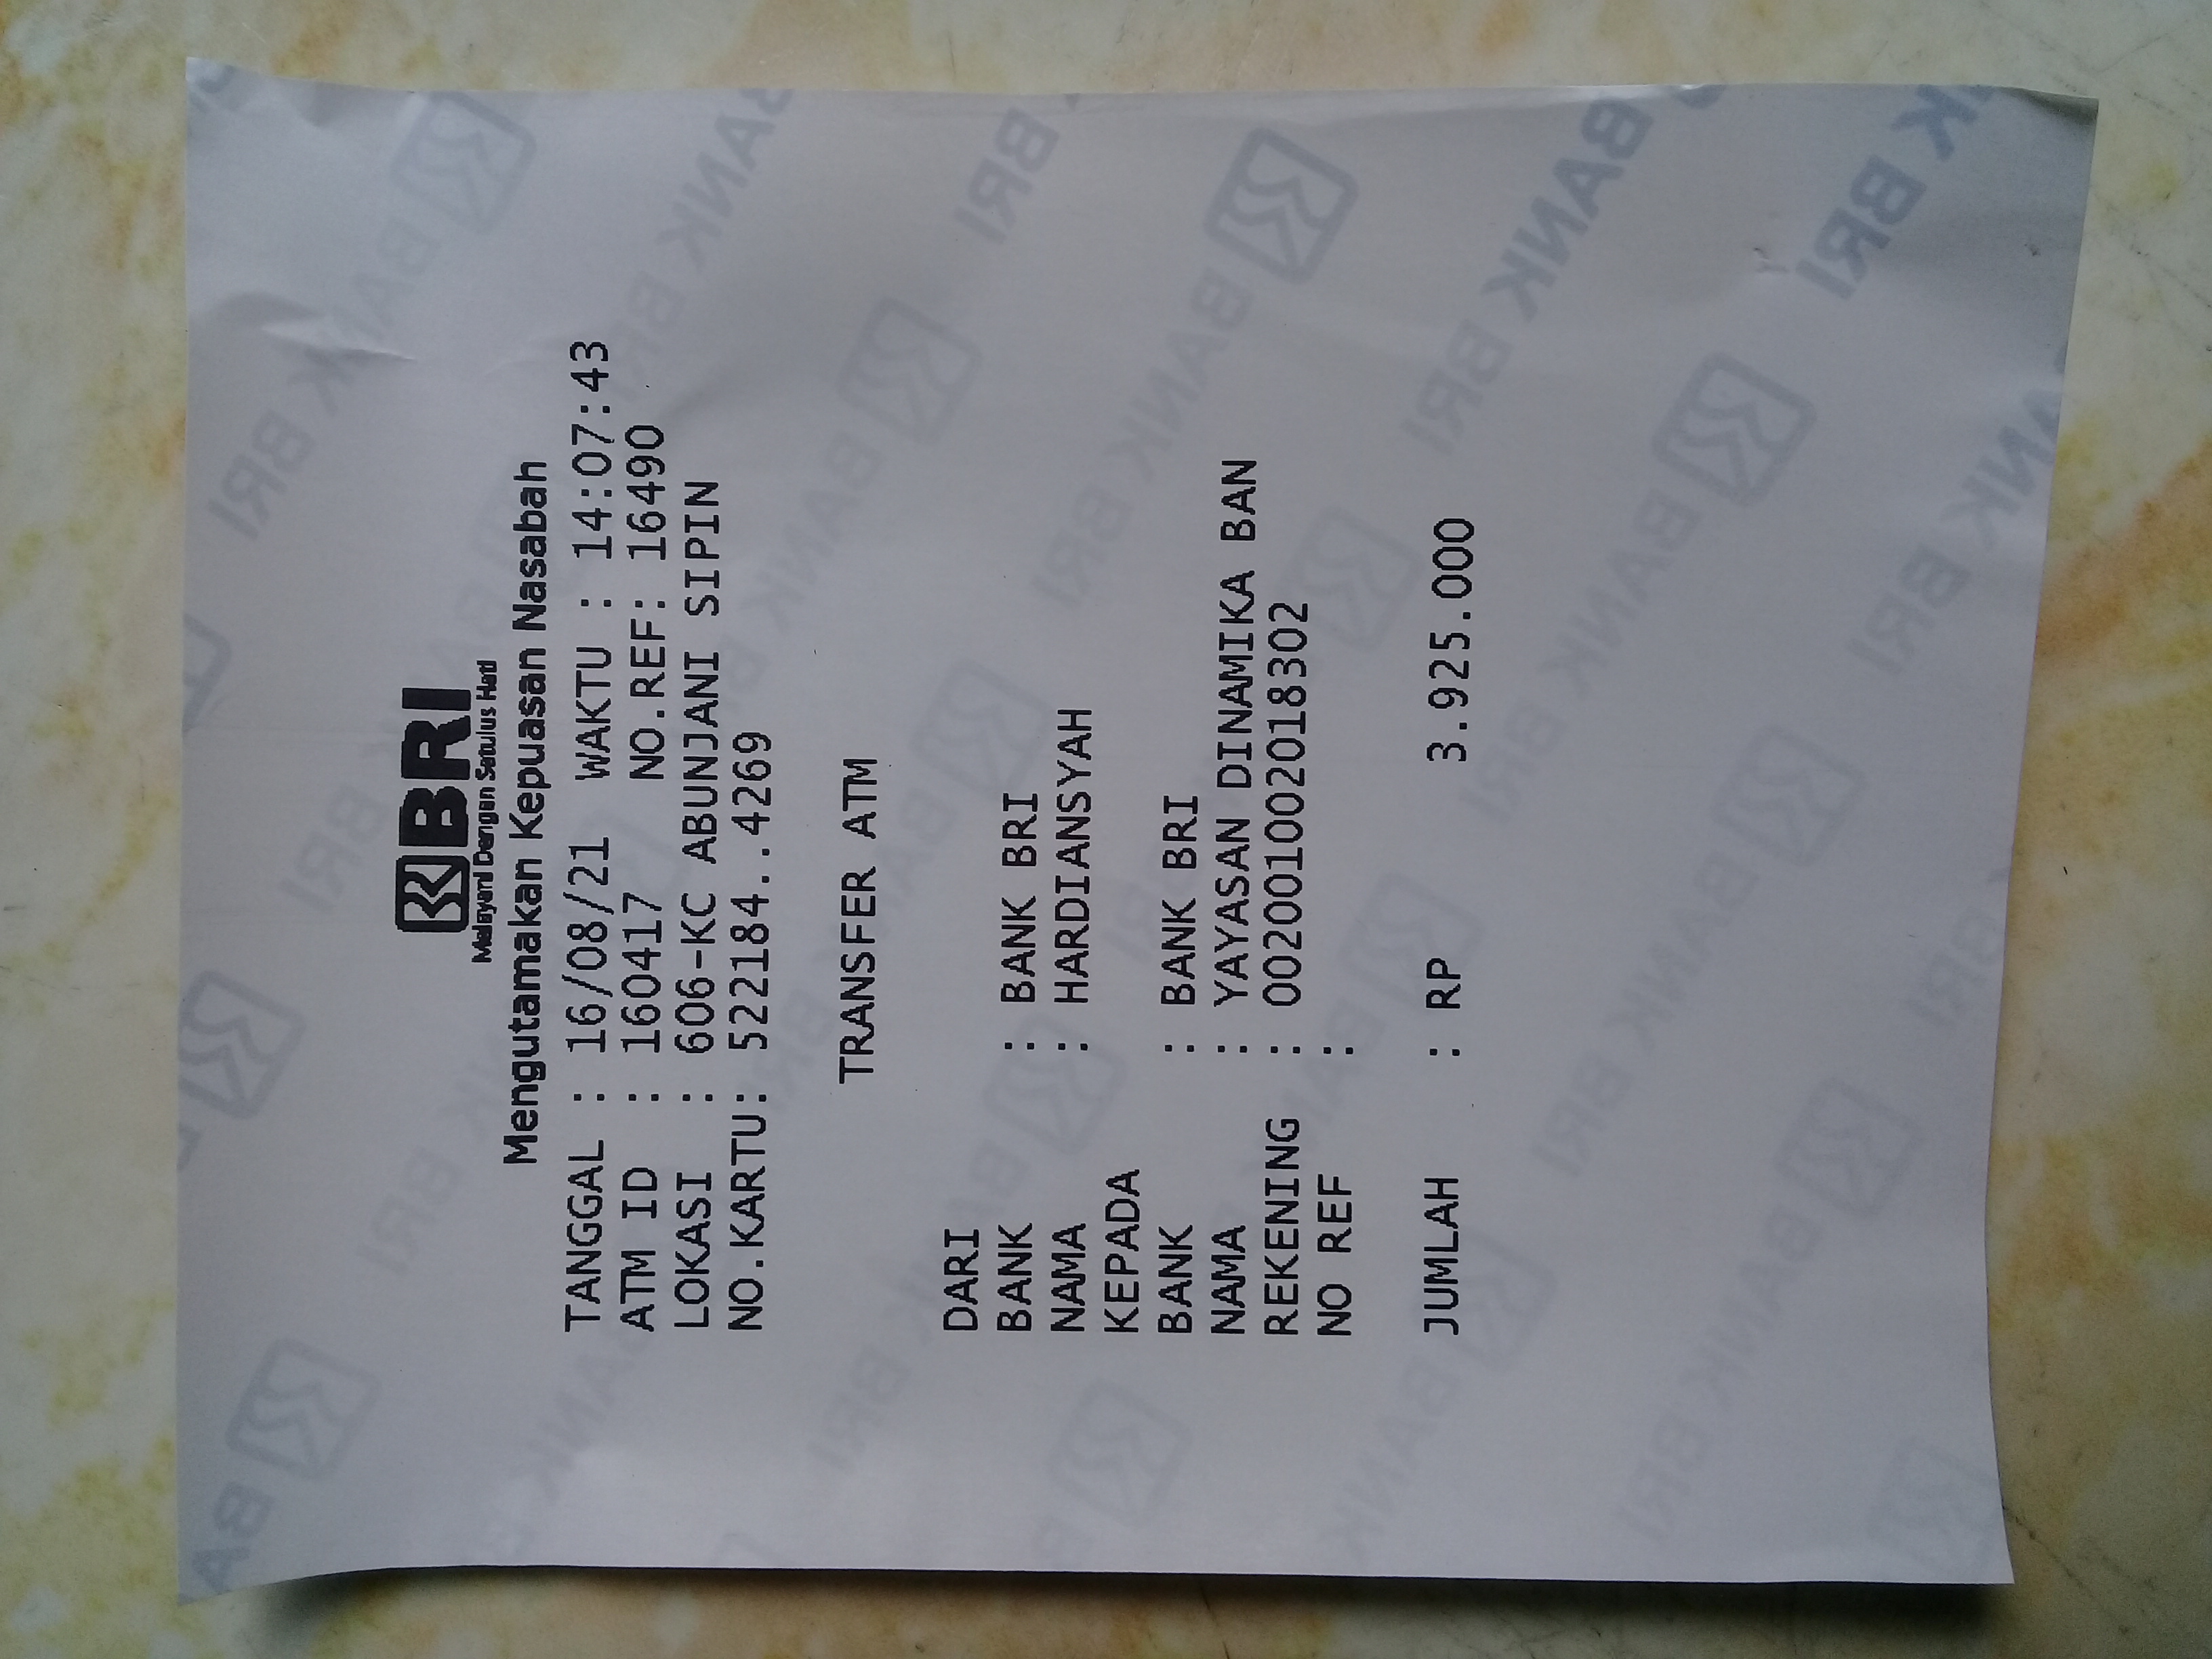 BRI
Melayani Dengan Setulus Hati
Mengutamakan Kepuasan Nasabah
TANGGAL : 16/08/21 WAKTU : 14:07:43
ATM ID : 160417 NO.REF: 16490
LOKASI : 606-KC ABUNJANI SIPIN
NO.KARTU: 522184..4269
TRANSFER ATM
DARI
BANK : BANK BRI
NAMA : HARDIANSYAH
KEPADA
BANK : BANK BRI
NAMA : YAYASAN DINAMIKA BAN
REKENING : 002001002018302
NO REF :
JUMLAH : RP 3.925.000